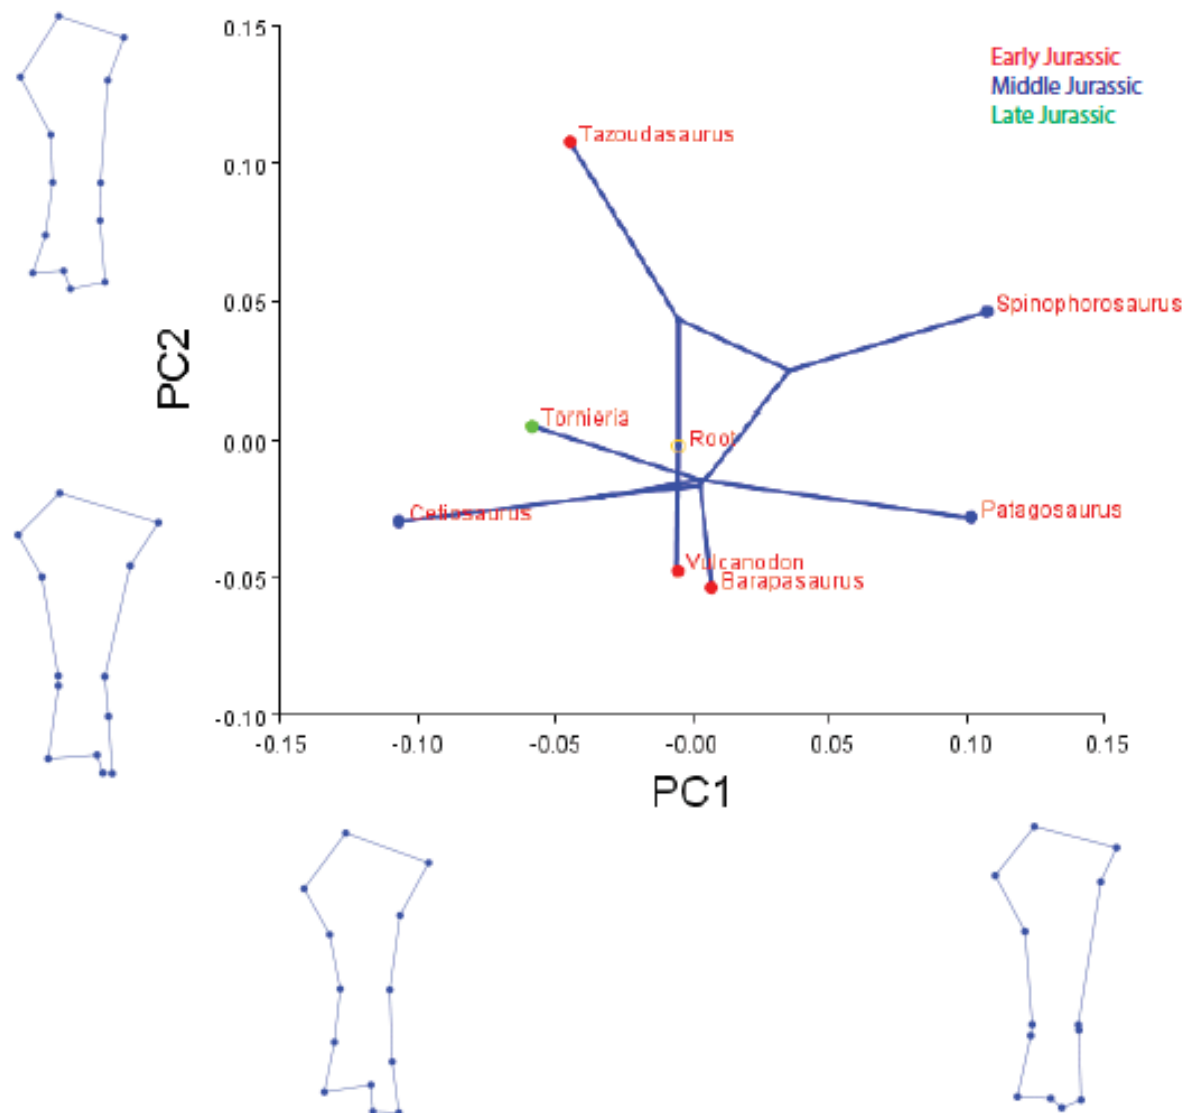 0.15
Early Jurassic
Middle Jurassic
Late Jurassic
Tazoudasaurus
0.10
0.05
Spinophorosaurus
PC2
Tornieria
0.00
Root
Cetiosaurus
Patagosaurus
Vulcanodon
-0.05
Barapasaurus
-0.10
-0.15
-0.10
-0.05
-0.00
0.05
0.10
0.15
PC1